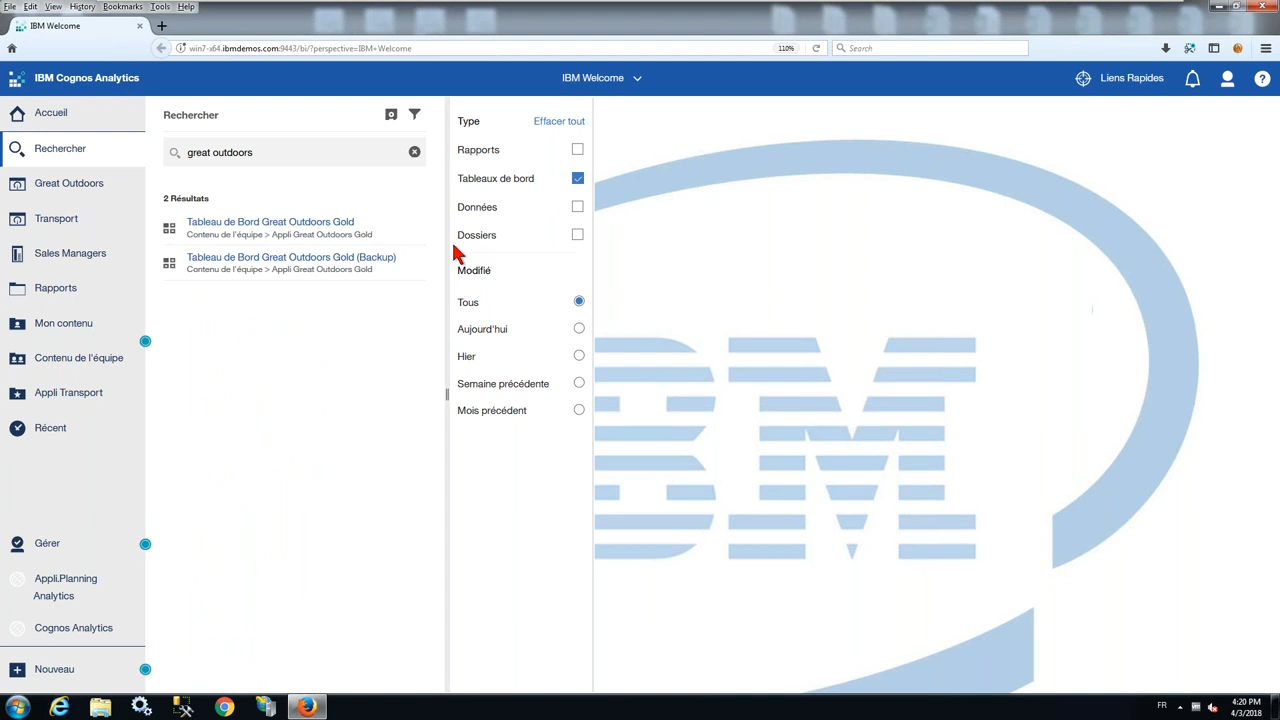 File Edit View History Bookmarks Tools Help
IBM Welcome
win7-x64.ibmdemos.com:9443/bi/?perspective=IBM+Welcome
110%
Search
IBM Cognos Analytics
IBM Welcome
Liens Rapides
Accueil
Rechercher
Great Outdoors
Transport
Sales Managers
Rapports
Mon contenu
Contenu de l'équipe
Appli Transport
Récent
Gérer
Appli.Planning
Analytics
Cognos Analytics
Nouveau
Rechercher
great outdoors
2 Résultats
Tableau de Bord Great Outdoors Gold
Contenu de l'équipe > Appli Great Outdoors Gold
Tableau de Bord Great Outdoors Gold (Backup)
Contenu de l'équipe > Appli Great Outdoors Gold
Type Effacer tout
Rapports
Tableaux de bord
Données
Dossiers
Modifié
Tous
Aujourd'hui
Hier
Semaine précédente
Mois précédent
IBM
FR
4:20 PM
4/3/2018